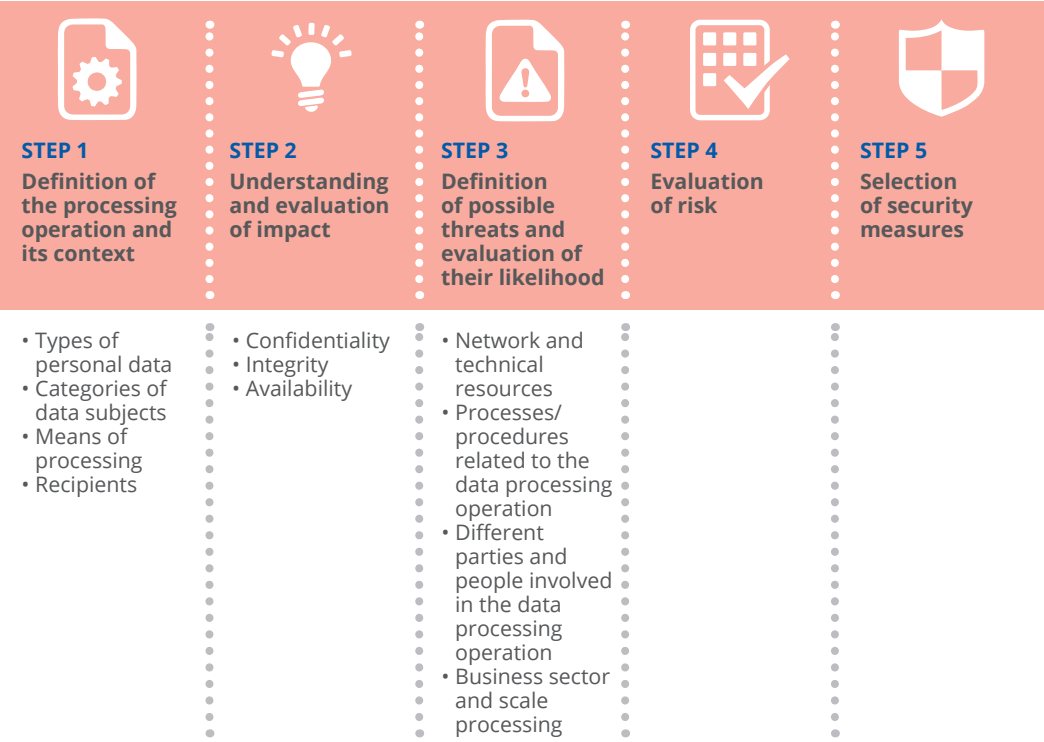 STEP 1
Definition of
the processing
operation and
its context
STEP 2
Understanding
and evaluation
of impact
STEP 3
Definition
of possible
threats and
evaluation of
their likelihood
STEP 4
Evaluation
of risk
STEP 5
Selection
of security
measures
• Types of
personal data
• Categories of
data subjects
• Means of
processing
• Recipients
• Confidentiality
• Integrity
• Availability
• Network and
technical
resources
• Processes/
procedures
related to the
data processing
operation
• Different
parties and
people involved
in the data
processing
operation
• Business sector
and scale
processing